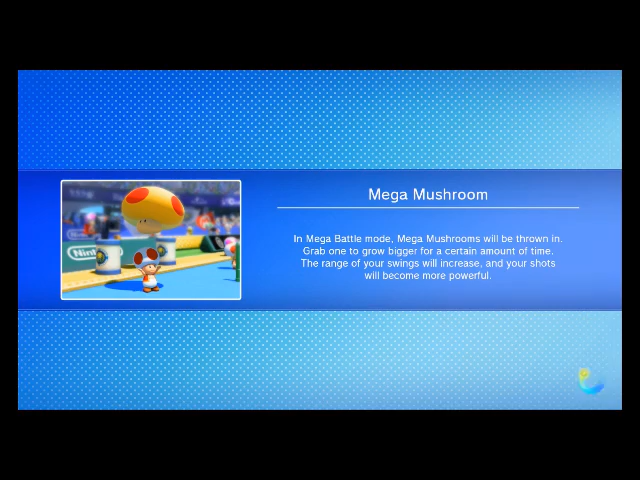 Mega Mushroom
In Mega Battle mode, Mega Mushrooms will be thrown in.
Grab one to grow bigger for a certain amount of time.
The range of your swings will increase, and your shots
will become more powerful.